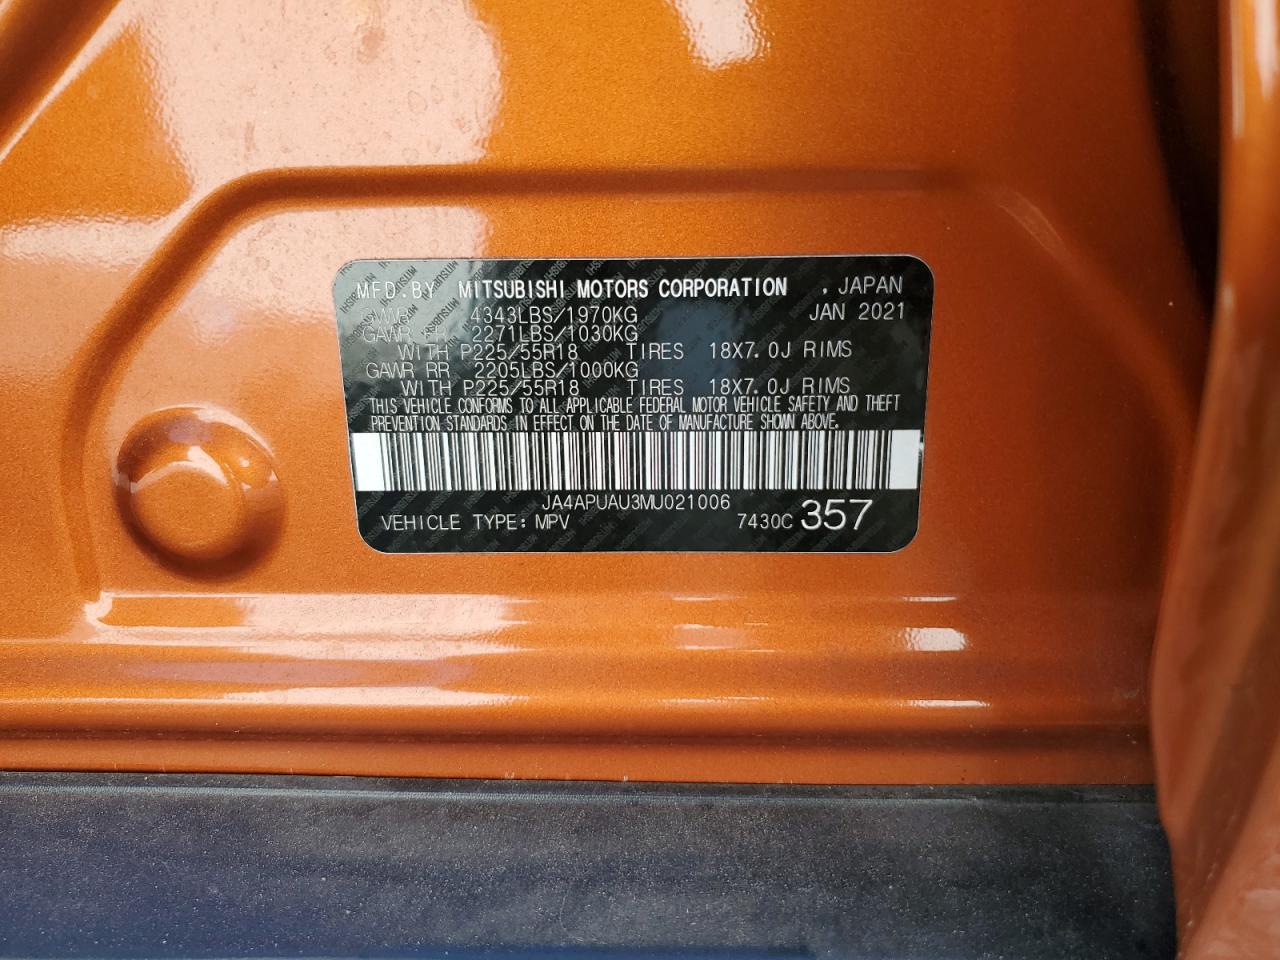 MFD. BY MITSUBISHI MOTORS CORPORATION , JAPAN
GVWR 4343LBS/1970KG JAN 2021
GAWR FR 2271LBS/1030KG
WITH P225/55R18 TIRES 18X7.0J RIMS
GAWR RR 2205LBS/1000KG
WITH P225/55R18 TIRES 18X7.0J RIMS
THIS VEHICLE CONFORMS TO ALL APPLICABLE FEDERAL MOTOR VEHICLE SAFETY AND THEFT
PREVENTION STANDARDS IN EFFECT ON THE DATE OF MANUFACTURE SHOWN ABOVE.
JA4APUAU3MU021006
VEHICLE TYPE: MPV 7430C 357